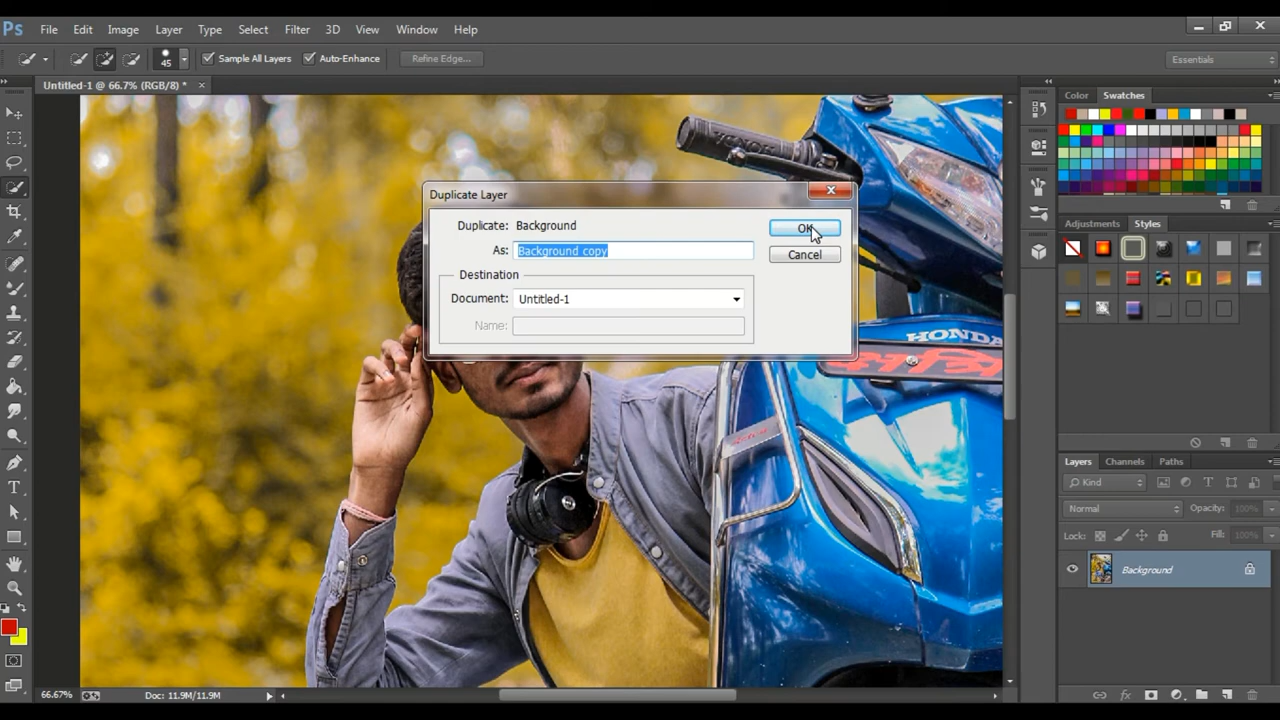 Ps File Edit Image Layer Type Select Filter 3D View Window Help
45 Sample All Layers Auto-Enhance Refine Edge... Essentials
Untitled-1 @ 66.7% (RGB/8) * ×
Color Swatches
Duplicate Layer
Duplicate: Background OK
As: Background copy Cancel
Destination
Document: Untitled-1
Name:
Adjustments Styles
HONDA
Layers Channels Paths
Kind
Normal Opacity: 100%
Lock: Fill: 100%
Background
66.67% Doc: 11.9M/11.9M